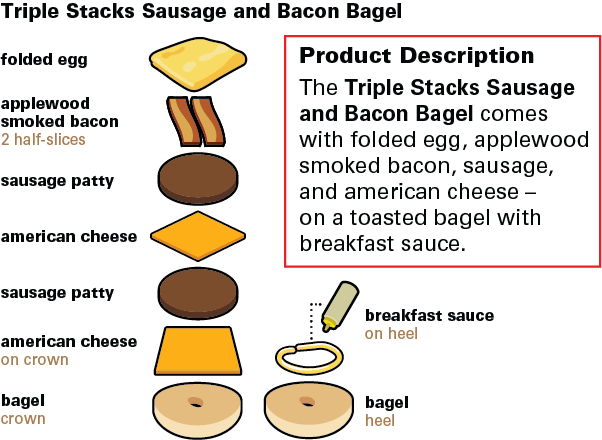 Triple Stacks Sausage and Bacon Bagel
folded egg
applewood
smoked bacon
2 half-slices
sausage patty
american cheese
sausage patty
american cheese
on crown
bagel
crown
Product Description
The Triple Stacks Sausage
and Bacon Bagel comes
with folded egg, applewood
smoked bacon, sausage,
and american cheese –
on a toasted bagel with
breakfast sauce.
breakfast sauce
on heel
bagel
heel